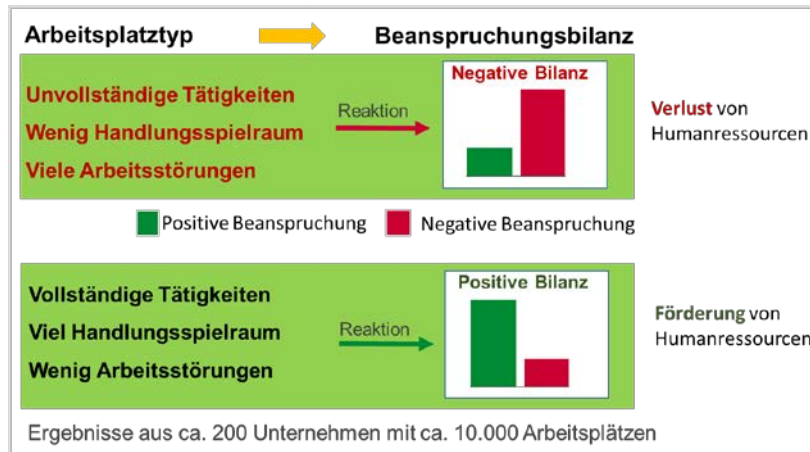 Arbeitsplatztyp
Beanspruchungsbilanz
Unvollständige Tätigkeiten
Wenig Handlungsspielraum
Viele Arbeitsstörungen
Reaktion
Negative Bilanz
Verlust von
Humanressourcen
Positive Beanspruchung
Negative Beanspruchung
Vollständige Tätigkeiten
Viel Handlungsspielraum
Wenig Arbeitsstörungen
Reaktion
Positive Bilanz
Förderung von
Humanressourcen
Ergebnisse aus ca. 200 Unternehmen mit ca. 10.000 Arbeitsplätzen